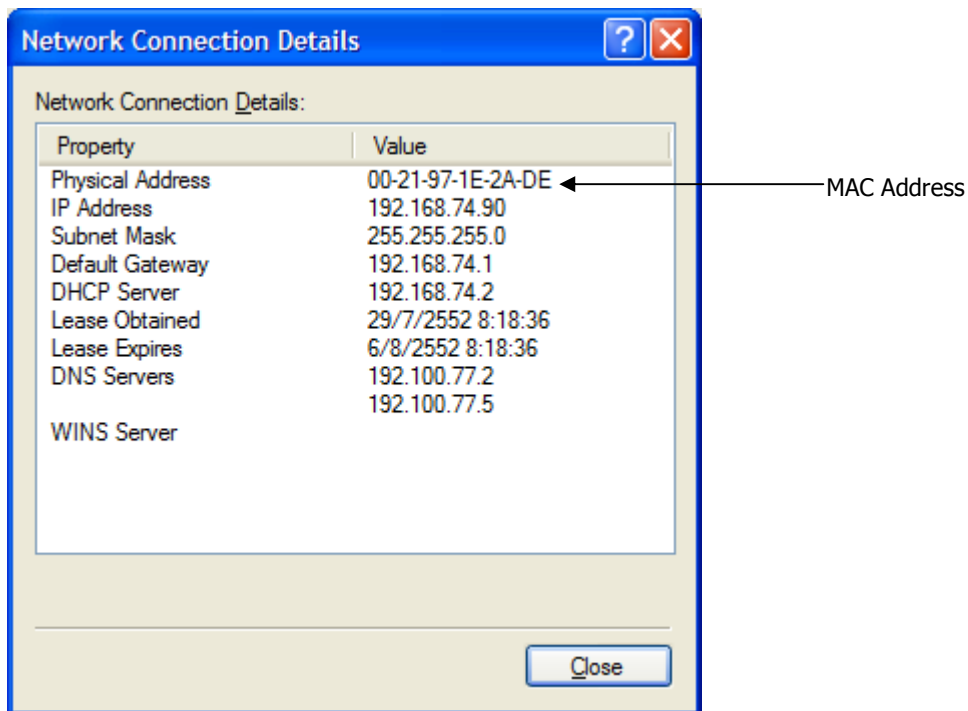 Network Connection Details
Network Connection Details:
Property Value
Physical Address 00-21-97-1E-2A-DE MAC Address
IP Address 192.168.74.90
Subnet Mask 255.255.255.0
Default Gateway 192.168.74.1
DHCP Server 192.168.74.2
Lease Obtained 29/7/2552 8:18:36
Lease Expires 6/8/2552 8:18:36
DNS Servers 192.100.77.2
192.100.77.5
WINS Server
Close